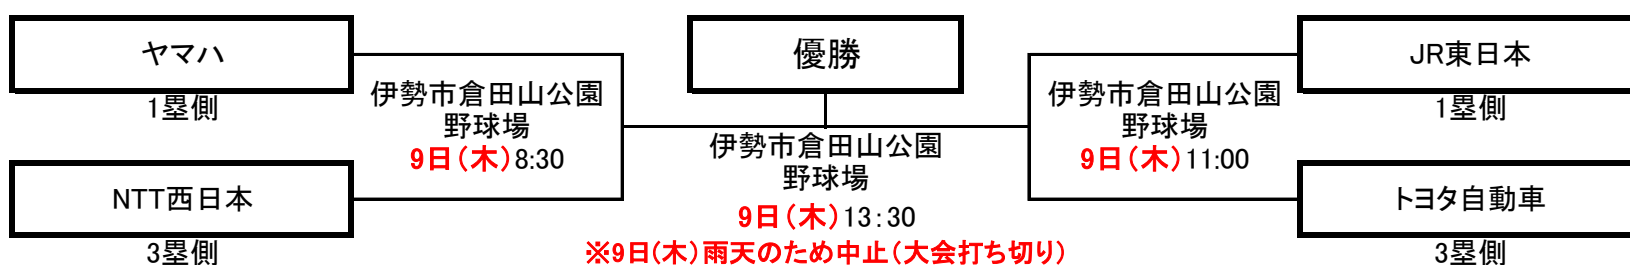 ヤマハ
1塁側
伊勢市倉田山公園
野球場
9日(木)8:30
NTT西日本
3塁側
優勝
伊勢市倉田山公園
野球場
9日(木)13:30
※9日(木)雨天のため中止(大会打ち切り)
JR東日本
1塁側
伊勢市倉田山公園
野球場
9日(木)11:00
トヨタ自動車
3塁側